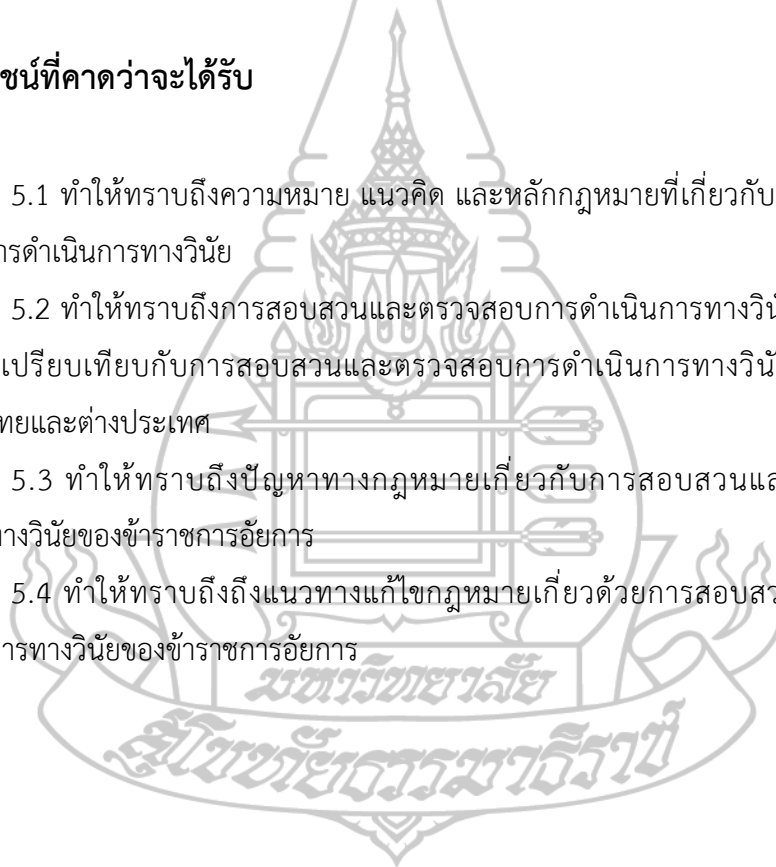 ชน์ที่คาดว่าจะได้รับ
5.1 ทำให้ทราบถึงความหมาย แนวคิด และหลักกฎหมายที่เกี่ยวกับ
ารดำเนินการทางวินัย
5.2 ทำให้ทราบถึงการสอบสวนและตรวจสอบการดำเนินการทางวินั
เปรียบเทียบกับการสอบสวนและตรวจสอบการดำเนินการทางวินั
ทยและต่างประเทศ
5.3 ทำให้ทราบถึงปัญหาทางกฎหมายเกี่ยวกับการสอบสวนแล
ทางวินัยของข้าราชการอัยการ
5.4 ทำให้ทราบถึงถึงแนวทางแก้ไขกฎหมายเกี่ยวด้วยการสอบสว
การทางวินัยของข้าราชการอัยการ
มหาวิทยาลัย
สุโขทัยธรรมาธิราช